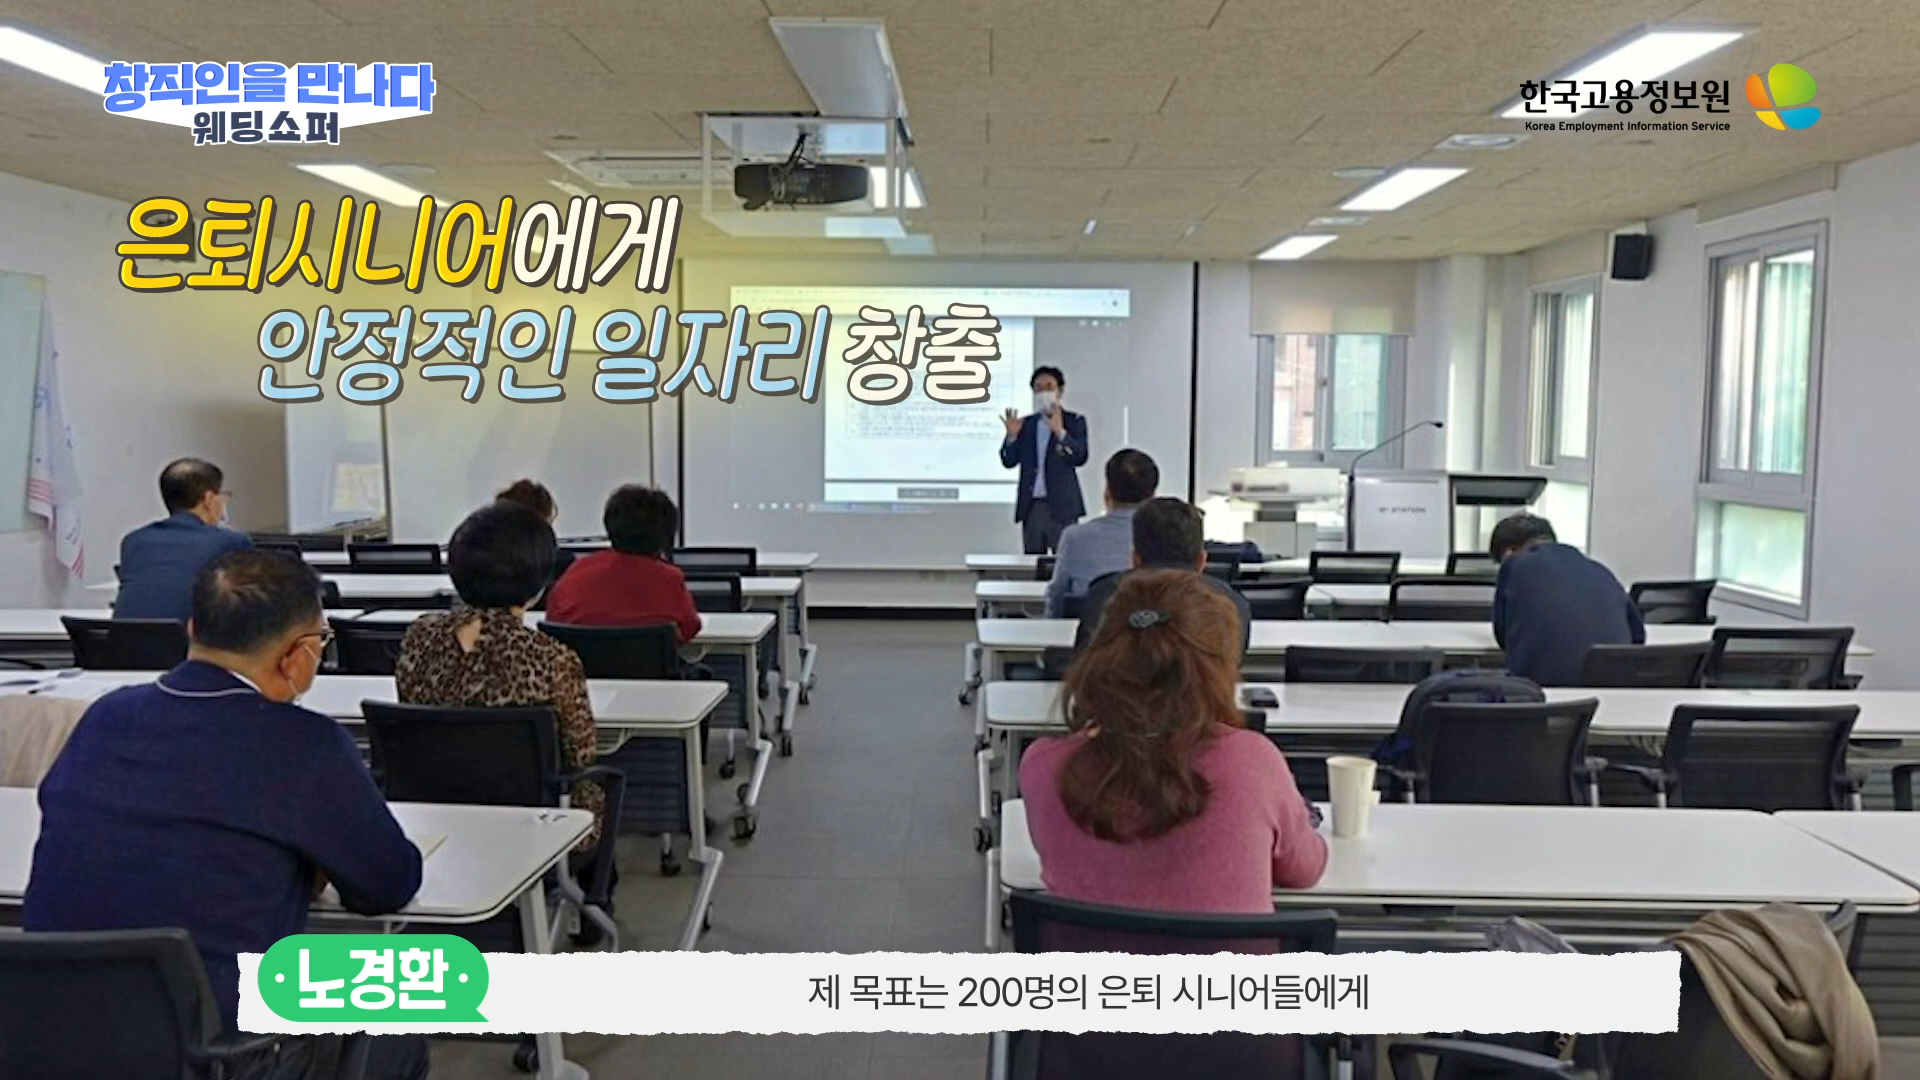 창직인을 만나다
웨딩쇼퍼
한국고용정보원
Korea Employment Information Service
은퇴시니어에게
안정적인 일자리 창출
노경환
제 목표는 200명의 은퇴 시니어들에게